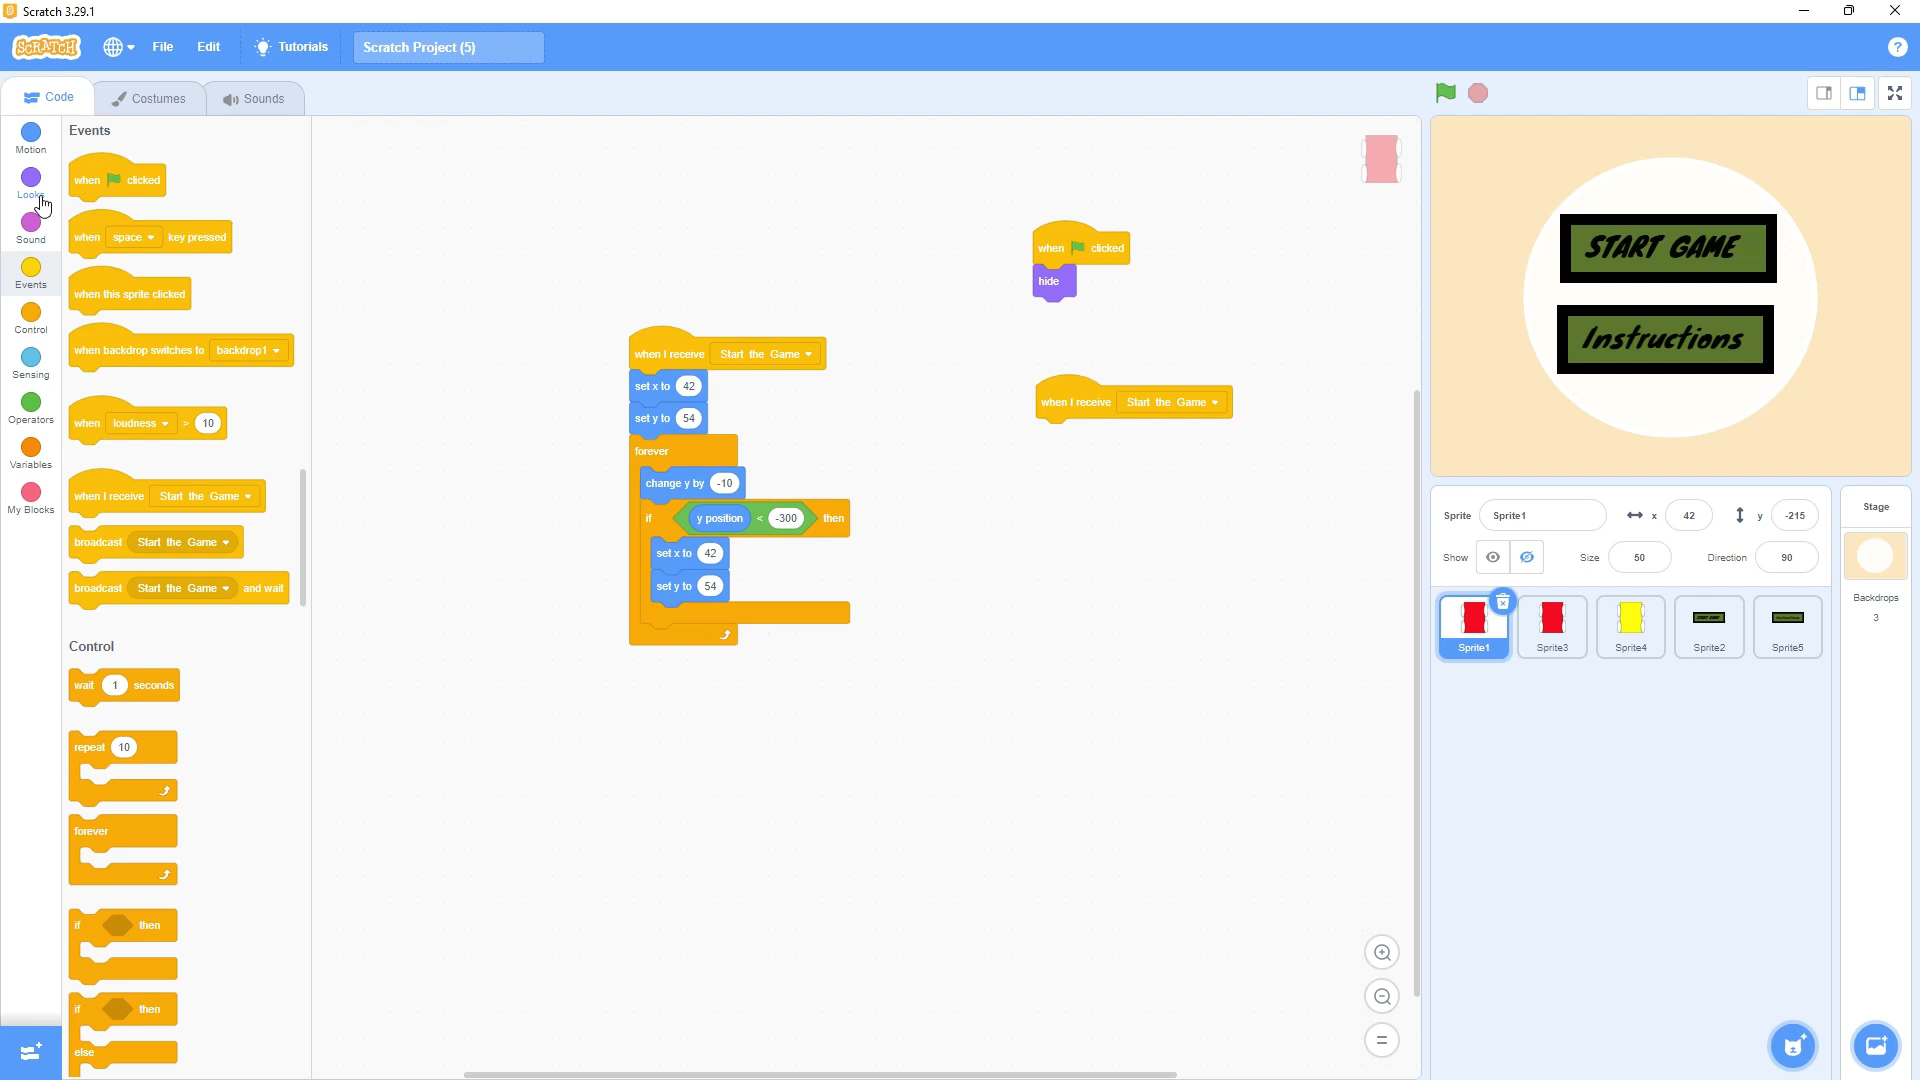 Scratch 3.29.1
SCRATCH File Edit Tutorials Scratch Project (5) ?
Code Costumes Sounds
Motion
Looks
Sound
Events
Control
Sensing
Operators
Variables
My Blocks
Events
when clicked
when space key pressed
when this sprite clicked
when backdrop switches to backdrop1
when loudness > 10
when I receive Start the Game
broadcast Start the Game
broadcast Start the Game and wait
Control
wait 1 seconds
repeat 10
forever
if then
if then
else
when I receive Start the Game
set x to 42
set y to 54
forever
change y by -10
if y position < -300 then
set x to 42
set y to 54
when clicked
hide
when I receive Start the Game
START GAME
Instructions
Sprite Sprite1 x 42 y -215
Show Size 50 Direction 90
Sprite1 Sprite3 Sprite4 Sprite2 Sprite5
Stage
Backdrops
3